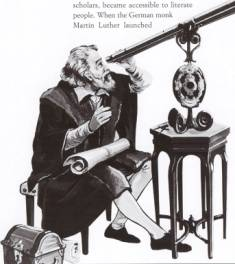 scholars, became accessible to literate
people. When the German monk
Martin Luther launched